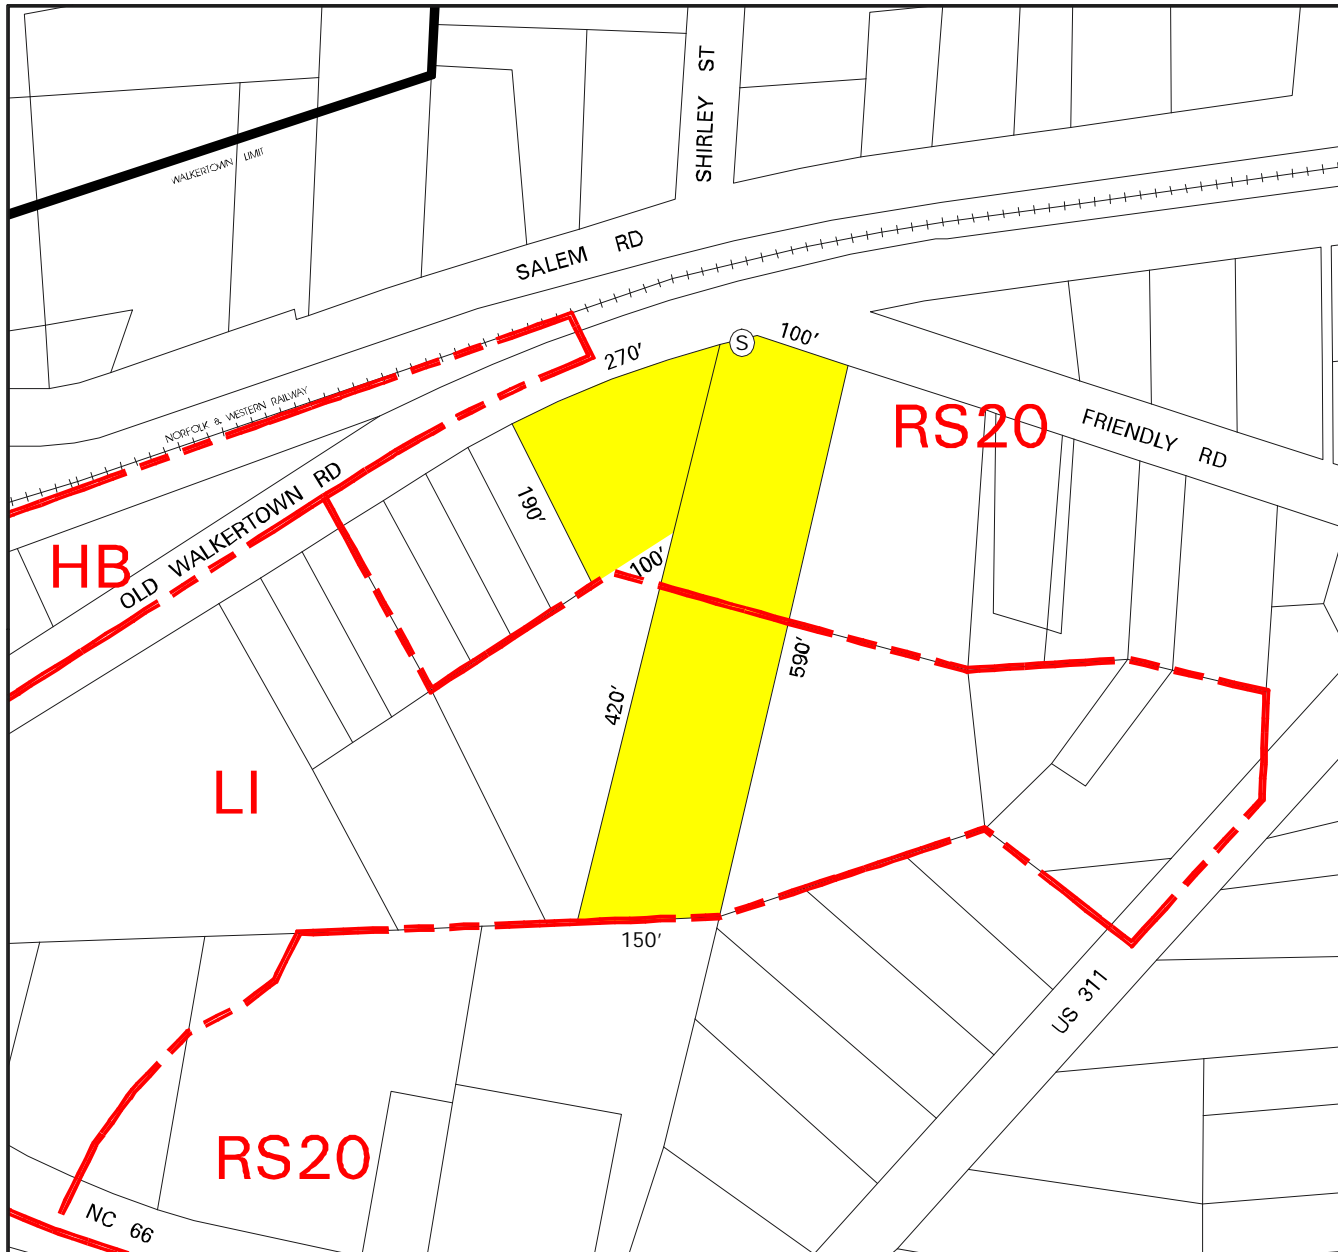 SHIRLEY ST
WALKERTOWN LIMIT
SALEM RD
S
100'
270'
NORFOLK & WESTERN RAILWAY
RS20
FRIENDLY RD
OLD WALKERTOWN RD
190'
HB
100'
590'
420'
LI
150'
US 311
RS20
NC 66